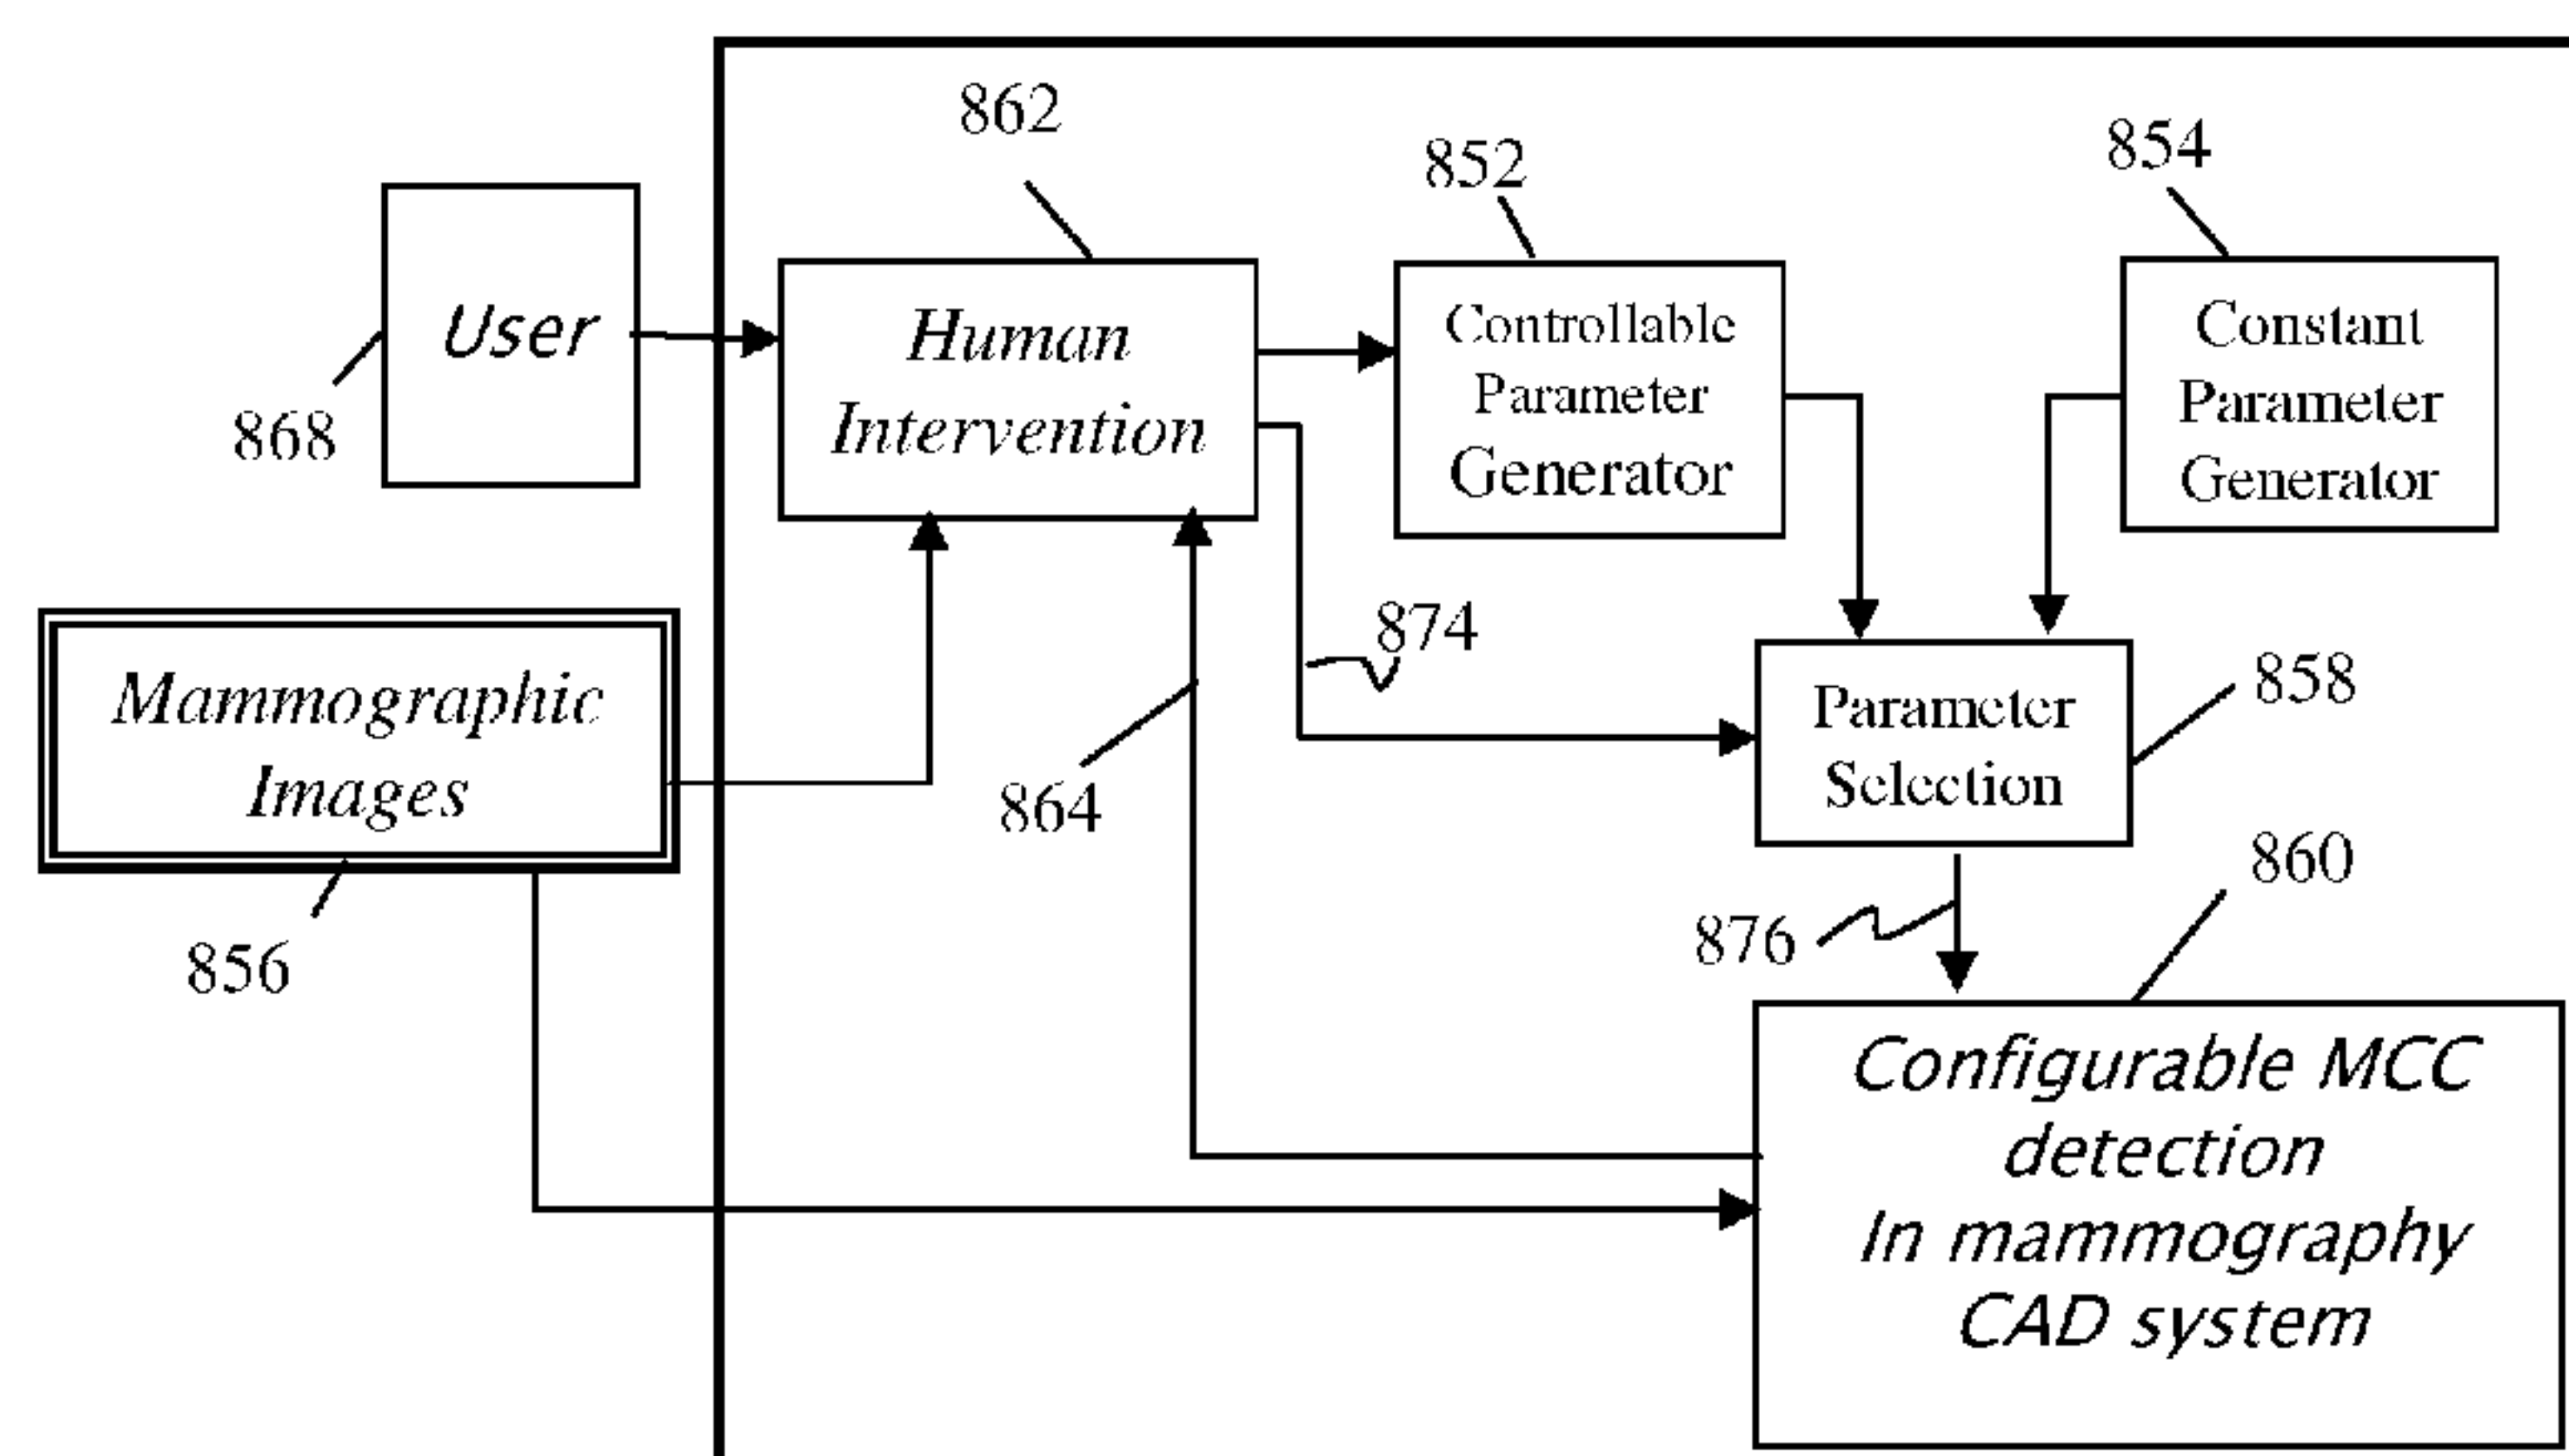 862
852
854
868
User
Human
Intervention
Controllable
Parameter
Generator
Constant
Parameter
Generator
Mammographic
Images
856
864
874
Parameter
Selection
858
876
860
Configurable MCC
detection
In mammography
CAD system